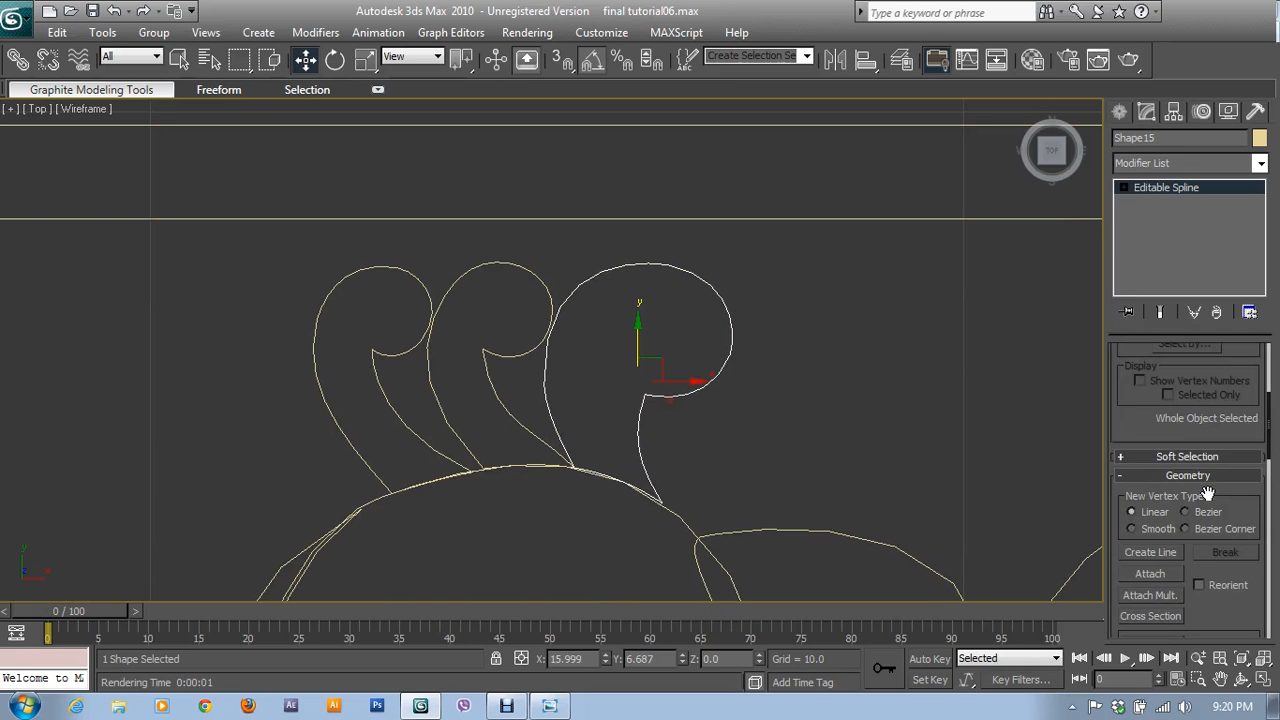 Autodesk 3ds Max 2010 - Unregistered Version final tutorial06.max
Type a keyword or phrase
Edit Tools Group Views Create Modifiers Animation Graph Editors Rendering Customize MAXScript Help
All View Create Selection Se
Graphite Modeling Tools Freeform Selection
[ + ] [ Top ] [ Wireframe ]
TOP
Shape15
Modifier List
Editable Spline
Display
Show Vertex Numbers
Selected Only
Whole Object Selected
+ Soft Selection
- Geometry
New Vertex Type
Linear Bezier
Smooth Bezier Corner
Create Line Break
Attach
Reorient
Attach Mult.
Cross Section
y
x
0 / 100
0 5 10 15 20 25 30 35 40 45 50 55 60 65 70 75 80 85 90 95 100
1 Shape Selected X: 15.999 Y: 6.687 Z: 0.0 Grid = 10.0 Auto Key Selected
Welcome to M
Rendering Time 0:00:01 Add Time Tag Set Key Key Filters... 0
9:20 PM